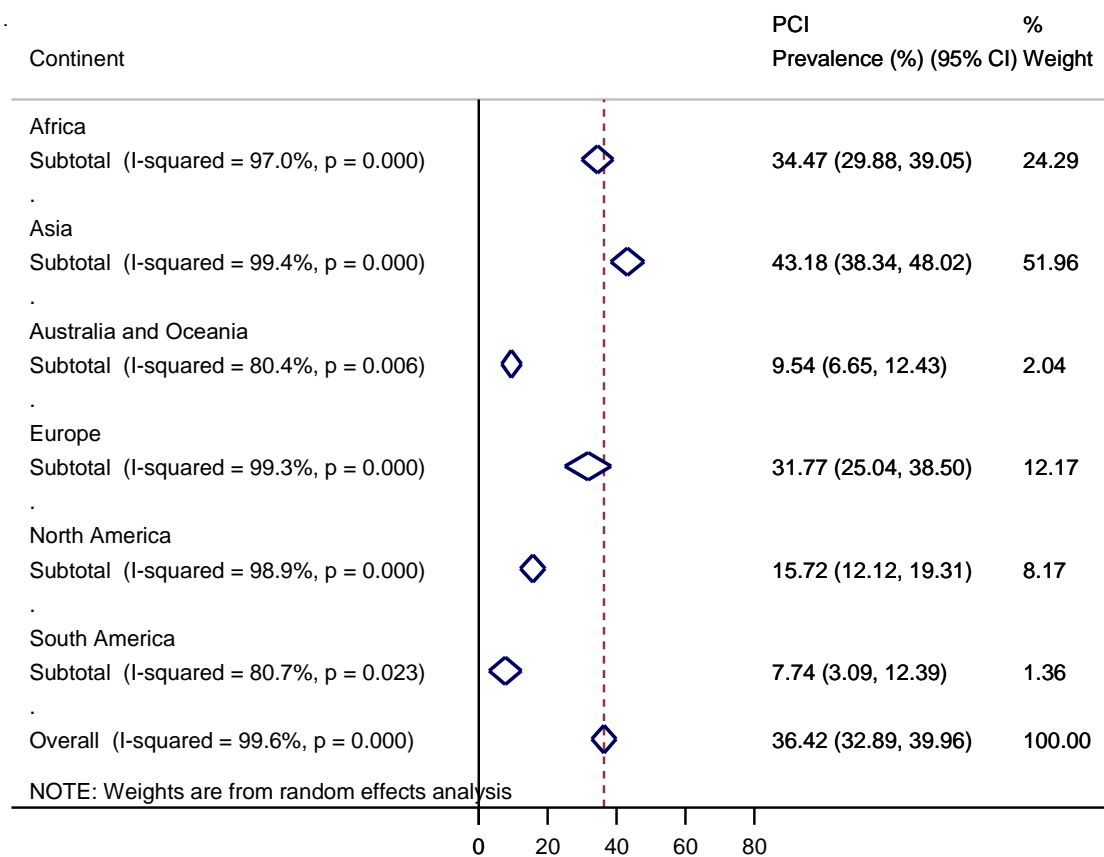 .
PCI %
Continent Prevalence (%) (95% CI) Weight
Africa
Subtotal (I-squared = 97.0%, p = 0.000) 34.47 (29.88, 39.05) 24.29
.
Asia
Subtotal (I-squared = 99.4%, p = 0.000) 43.18 (38.34, 48.02) 51.96
.
Australia and Oceania
Subtotal (I-squared = 80.4%, p = 0.006) 9.54 (6.65, 12.43) 2.04
.
Europe
Subtotal (I-squared = 99.3%, p = 0.000) 31.77 (25.04, 38.50) 12.17
.
North America
Subtotal (I-squared = 98.9%, p = 0.000) 15.72 (12.12, 19.31) 8.17
.
South America
Subtotal (I-squared = 80.7%, p = 0.023) 7.74 (3.09, 12.39) 1.36
.
Overall (I-squared = 99.6%, p = 0.000) 36.42 (32.89, 39.96) 100.00
NOTE: Weights are from random effects analysis
0 20 40 60 80